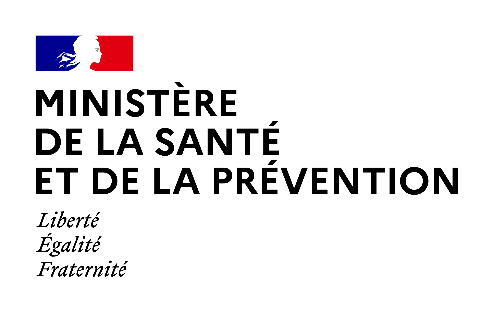 MINISTÈRE
DE LA SANTÉ
ET DE LA PRÉVENTION
Liberté
Égalité
Fraternité